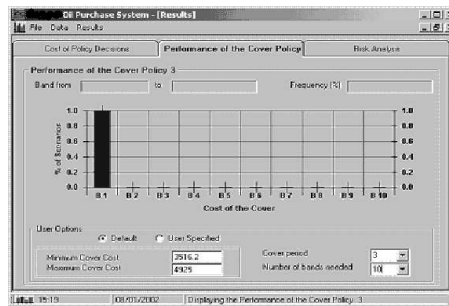 Oil Purchase System - [Results]
File Data Results
Cost of Policy Decisions Performance of the Cover Policy Risk Analysis
Performance of the Cover Policy 3
Band from to Frequency (%)
1.0 1.0
0.8 0.8
0.6 0.6
0.4 0.4
0.2 0.2
0.0 0.0
% of Scenarios
B 1 B 2 B 3 B 4 B 5 B 6 B 7 B 8 B 9 B 10
Cost of the Cover
User Options
Default User Specified
Minimum Cover Cost 3516.2
Maximum Cover Cost 4925
Cover period 3
Number of bands needed 10
15:19 08/01/2002 Displaying the Performance of the Cover Policy 3